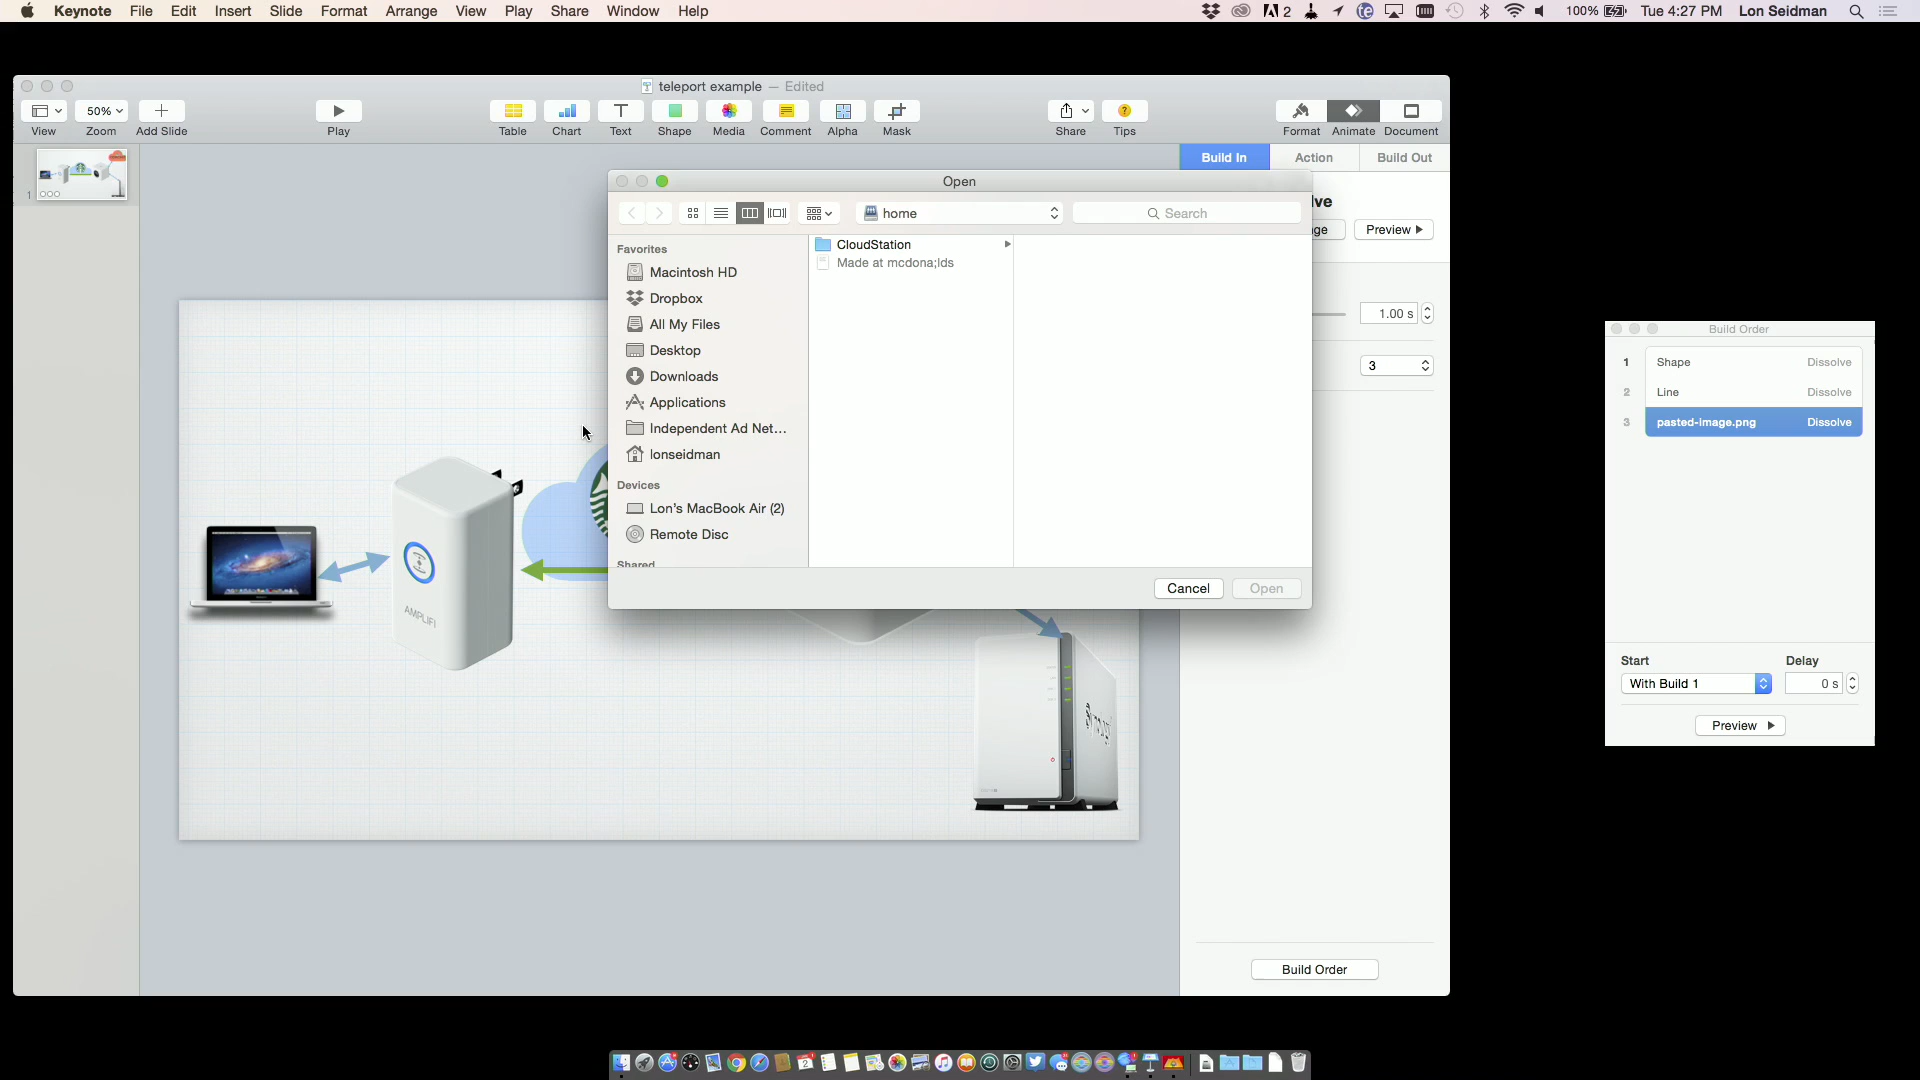 Keynote File Edit Insert Slide Format Arrange View Play Share Window Help
2 100% Tue 4:27 PM Lon Seidman
teleport example — Edited
50%
View Zoom Add Slide Play Table Chart Text Shape Media Comment Alpha Mask Share Tips Format Animate Document
1
Build In Action Build Out
lve
nge Preview
1.00 s
3
Open
home
Search
Favorites
Macintosh HD
Dropbox
All My Files
Desktop
Downloads
Applications
Independent Ad Net...
lonseidman
Devices
Lon's MacBook Air (2)
Remote Disc
Shared
CloudStation
Made at mcdona;lds
Cancel Open
AMPLIFI
Build Order
Build Order
1 Shape Dissolve
2 Line Dissolve
3 pasted-image.png Dissolve
Start Delay
With Build 1 0 s
Preview